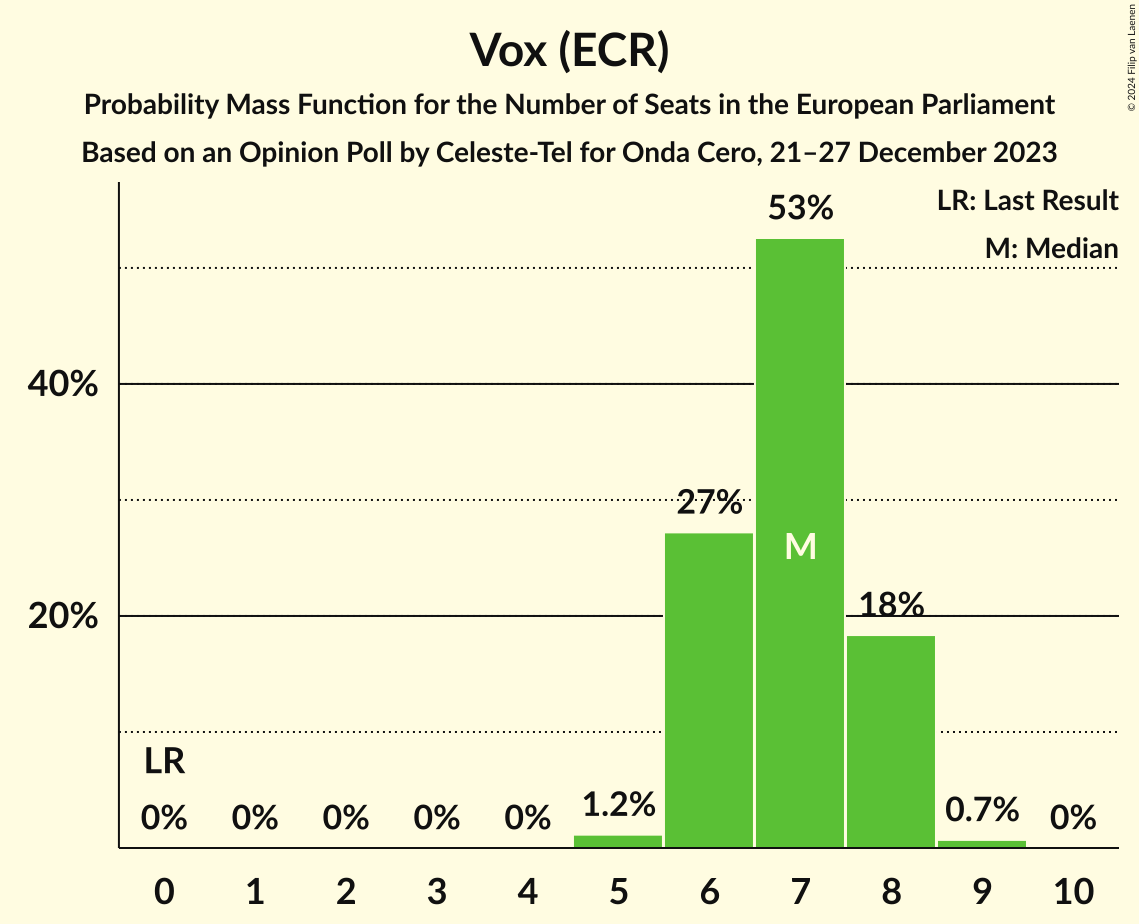 Vox (ECR)
Probability Mass Function for the Number of Seats in the European Parliament
Based on an Opinion Poll by Celeste-Tel for Onda Cero, 21–27 December 2023
© 2024 Filip van Laenen
LR: Last Result
M: Median
53%
40%
27%
M
20%
18%
LR
0%
0%
0%
0%
0%
1.2%
0.7%
0%
0 1 2 3 4 5 6 7 8 9 10